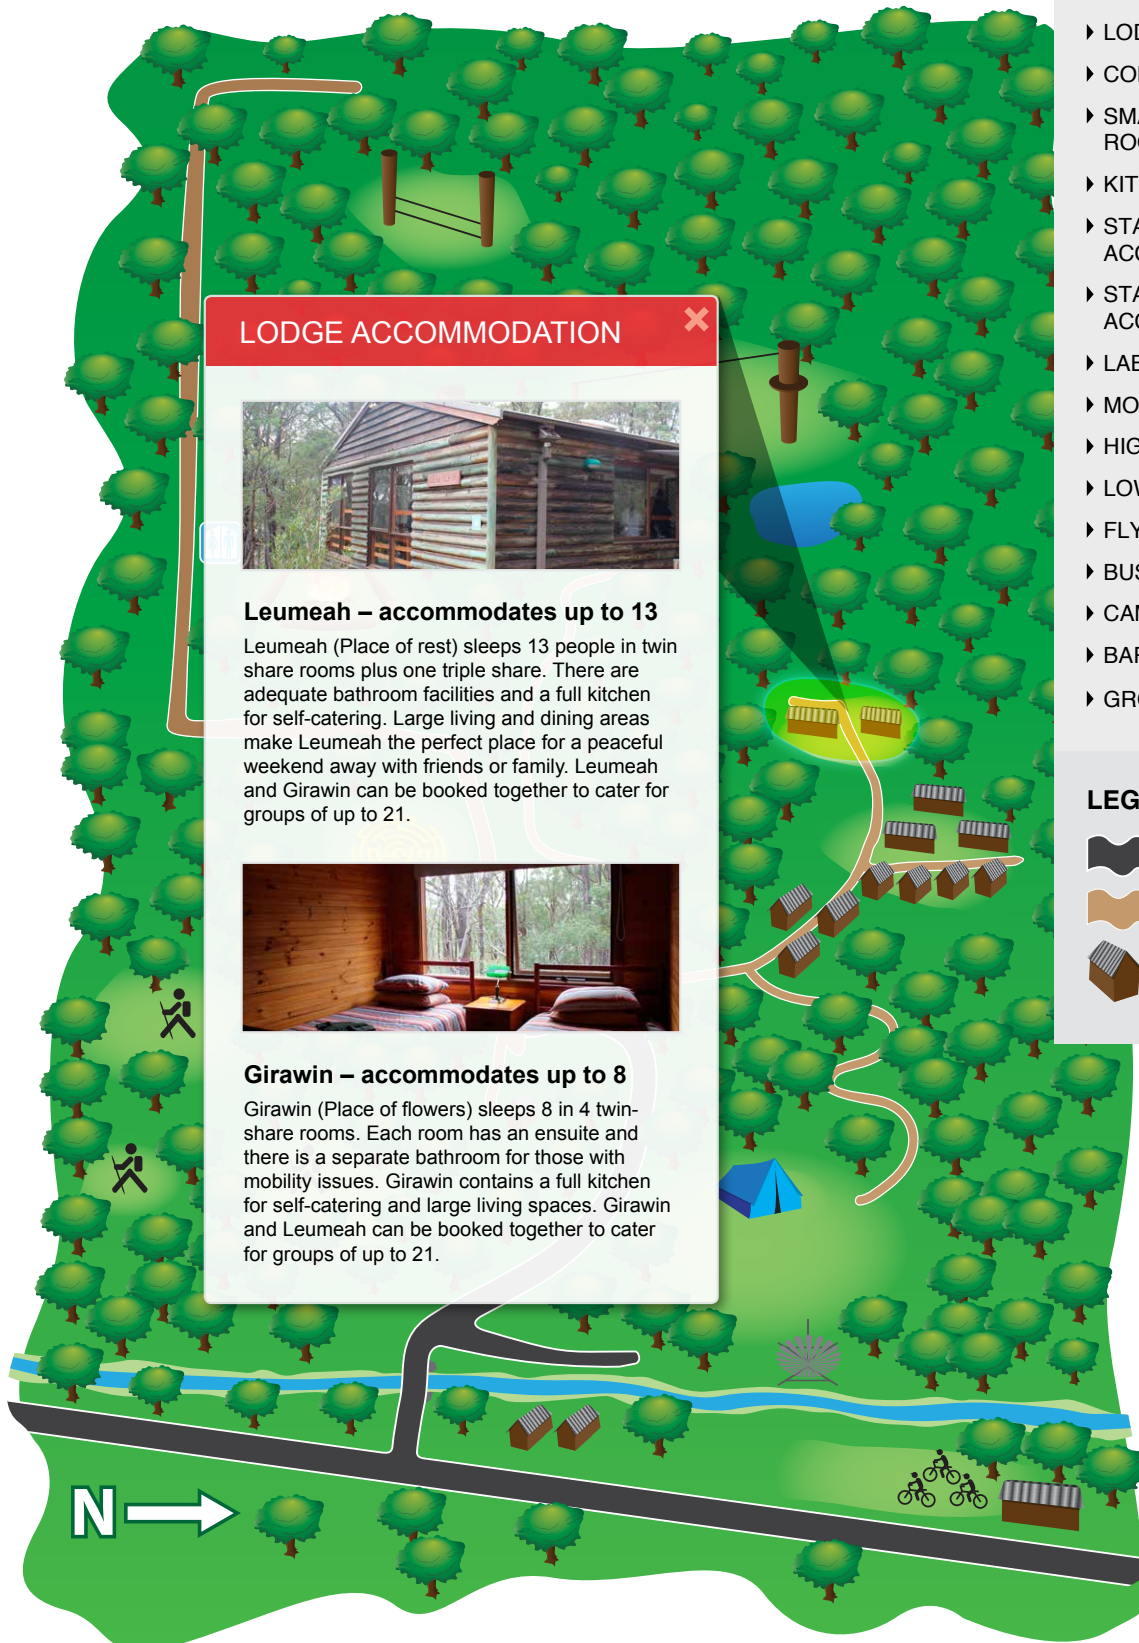 LODGE ACCOMMODATION
Leumeah – accommodates up to 13
Leumeah (Place of rest) sleeps 13 people in twin
share rooms plus one triple share. There are
adequate bathroom facilities and a full kitchen
for self-catering. Large living and dining areas
make Leumeah the perfect place for a peaceful
weekend away with friends or family. Leumeah
and Girawin can be booked together to cater for
groups of up to 21.
Girawin – accommodates up to 8
Girawin (Place of flowers) sleeps 8 in 4 twin-
share rooms. Each room has an ensuite and
there is a separate bathroom for those with
mobility issues. Girawin contains a full kitchen
for self-catering and large living spaces. Girawin
and Leumeah can be booked together to cater
for groups of up to 21.
N